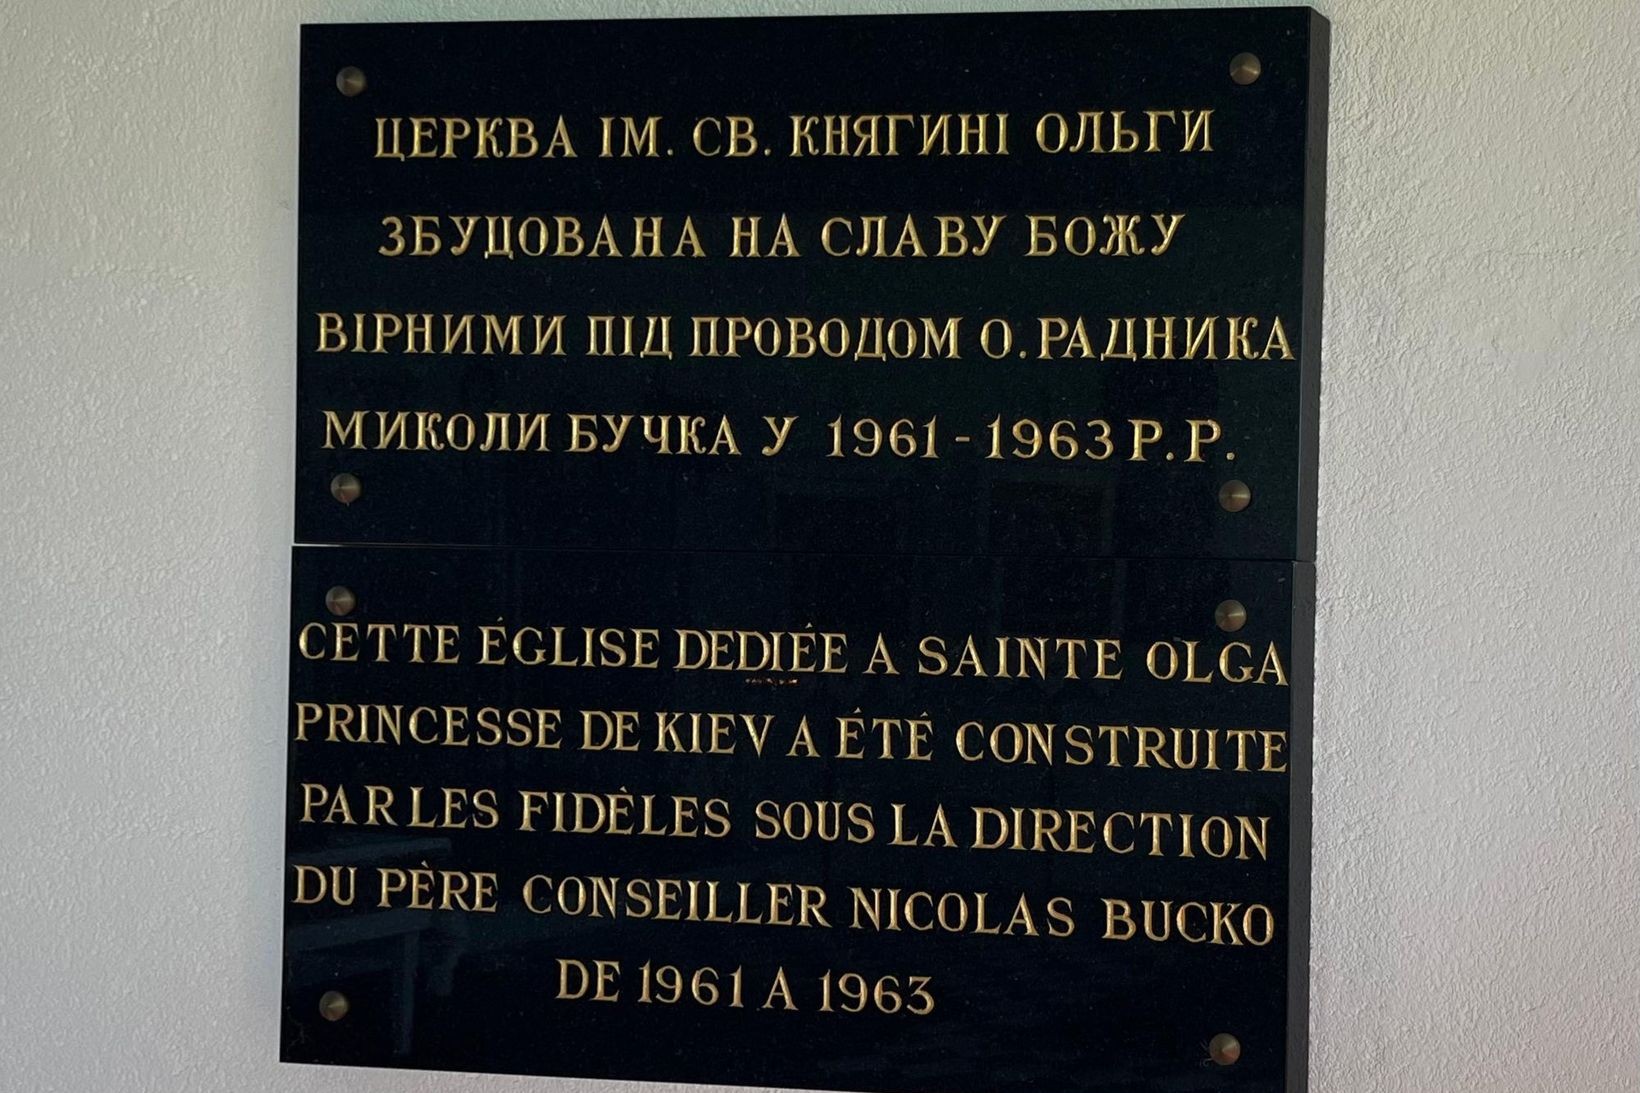 ЦЕРКВА ІМ. СВ. КНЯГИНІ ОЛЬГИ
ЗБУЦОВАНА НА СЛАВУ БОЖУ
ВІРНИМИ ПІД ПРОВОДОМ О. РАДНИКА
МИКОЛИ БУЧКА У 1961-1963 Р.Р.
CÉTTE ÉGLISE DEDIÉE A SAINTE OLGA
PRINCESSE DE KIEV A ÉTÉ CONSTRUITE
PAR LES FIDÈLES SOUS LA DIRECTION
DU PÈRE CONSEILLER NICOLAS BUCKO
DE 1961 A 1963